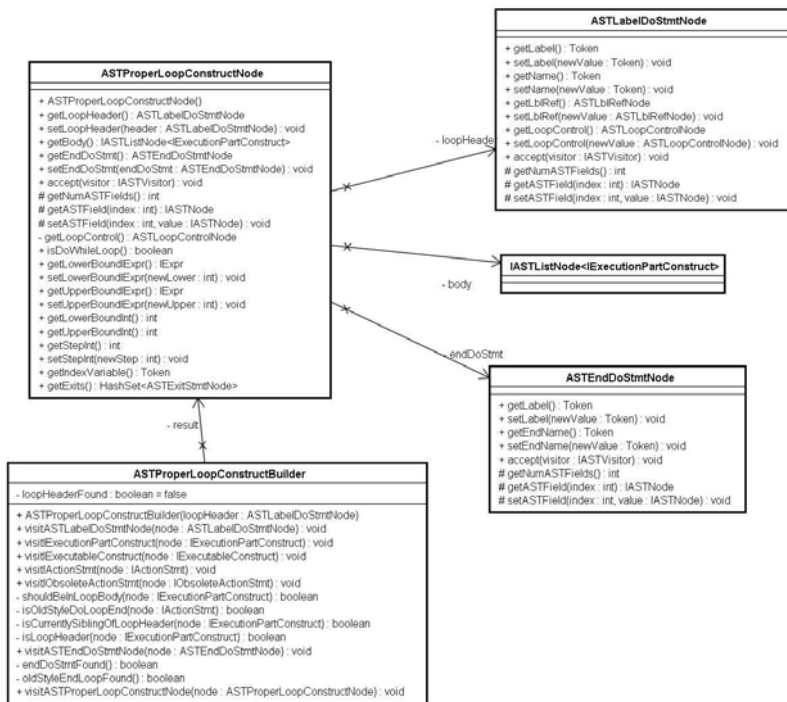 ASTProperLoopConstructNode
+ ASTProperLoopConstructNode()
+ getLoopHeader() : ASTLabelDoStmtNode
+ setLoopHeader(header : ASTLabelDoStmtNode) : void
+ getBody() : IASTListNode<IExecutionPartConstruct>
+ getEndDoStmt() : ASTEndDoStmtNode
+ setEndDoStmt(endDoStmt : ASTEndDoStmtNode) : void
+ accept(visitor : IASTVisitor) : void
# getNumASTFields() : int
# getASTField(index : int) : IASTNode
# setASTField(index : int, value : IASTNode) : void
- getLoopControl() : ASTLoopControlNode
+ isDoWhileLoop() : boolean
+ getLowerBoundIExpr() : IExpr
+ setLowerBoundIExpr(newLower : int) : void
+ getUpperBoundIExpr() : IExpr
+ setUpperBoundIExpr(newUpper : int) : void
+ getLowerBoundInt() : int
+ getUpperBoundInt() : int
+ getStepInt() : int
+ setStepInt(newStep : int) : void
+ getIndexVariable() : Token
+ getExits() : HashSet<ASTExitStmtNode>
- loopHeader
ASTLabelDoStmtNode
+ getLabel() : Token
+ setLabel(newValue : Token) : void
+ getName() : Token
+ setName(newValue : Token) : void
+ getLblRef() : ASTLblRefNode
+ setLblRef(newValue : ASTLblRefNode) : void
+ getLoopControl() : ASTLoopControlNode
+ setLoopControl(newValue : ASTLoopControlNode) : void
+ accept(visitor : IASTVisitor) : void
# getNumASTFields() : int
# getASTField(index : int) : IASTNode
# setASTField(index : int, value : IASTNode) : void
IASTListNode<IExecutionPartConstruct>
- body
- endDoStmt
ASTEndDoStmtNode
+ getLabel() : Token
+ setLabel(newValue : Token) : void
+ getEndName() : Token
+ setEndName(newValue : Token) : void
+ accept(visitor : IASTVisitor) : void
# getNumASTFields() : int
# getASTField(index : int) : IASTNode
# setASTField(index : int, value : IASTNode) : void
- result
ASTProperLoopConstructBuilder
- loopHeaderFound : boolean = false
+ ASTProperLoopConstructBuilder(loopHeader : ASTLabelDoStmtNode)
+ visitASTLabelDoStmtNode(node : ASTLabelDoStmtNode) : void
+ visitIExecutionPartConstruct(node : IExecutionPartConstruct) : void
+ visitIExecutableConstruct(node : IExecutableConstruct) : void
+ visitIActionStmt(node : IActionStmt) : void
+ visitIObsoleteActionStmt(node : IObsoleteActionStmt) : void
- shouldBeInLoopBody(node : IExecutionPartConstruct) : boolean
- isOldStyleDoLoopEnd(node : IActionStmt) : boolean
- isCurrentlySiblingOfLoopHeader(node : IExecutionPartConstruct) : boolean
- isLoopHeader(node : IExecutionPartConstruct) : boolean
+ visitASTEndDoStmtNode(node : ASTEndDoStmtNode) : void
- endDoStmtFound() : boolean
- oldStyleEndLoopFound() : boolean
+ visitASTProperLoopConstructNode(node : ASTProperLoopConstructNode) : void